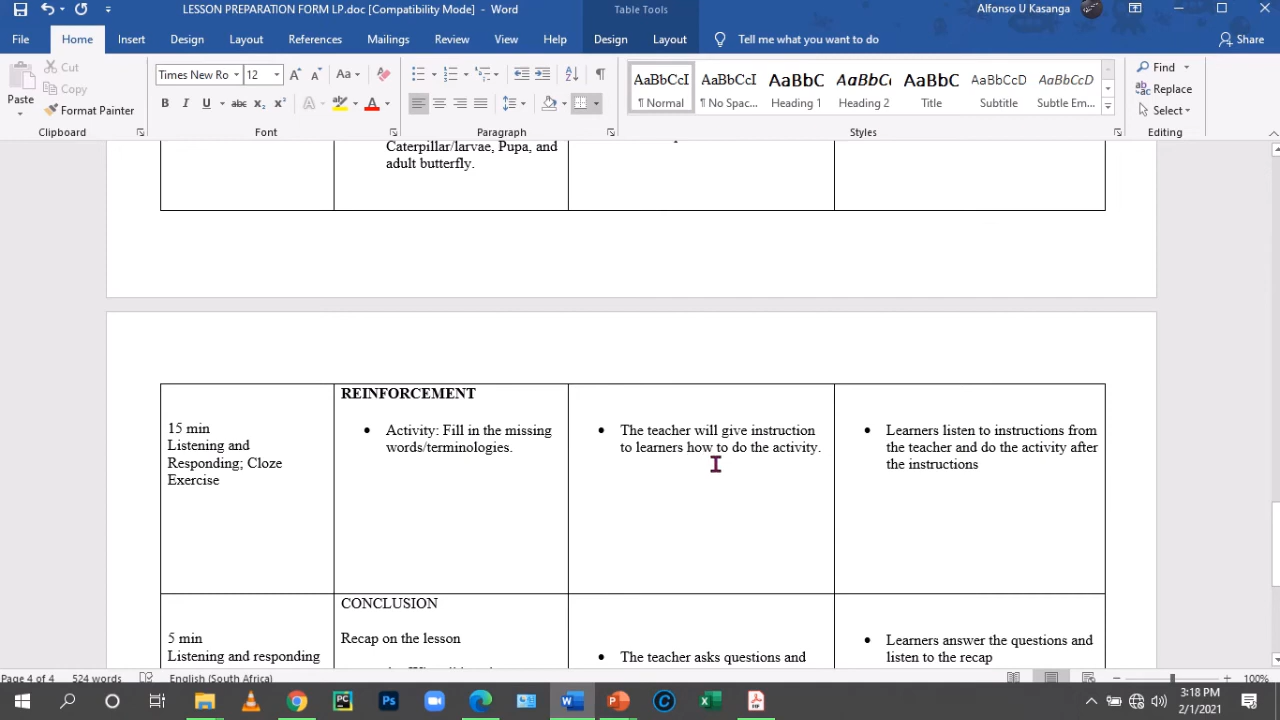 LESSON PREPARATION FORM LP.doc [Compatibility Mode] - Word
Table Tools
Alfonso U Kasanga
File Home Insert Design Layout References Mailings Review View Help Design Layout Tell me what you want to do Share
Cut
Copy
Paste
Format Painter
Times New Ro 12
Aa
B I U abc x₂ x² A ab A
AaBbCcI AaBbCcI AaBbC AaBbC AaBbC AaBbCcD AaBbCcD
¶ Normal ¶ No Spac... Heading 1 Heading 2 Title Subtitle Subtle Em...
Find
Replace
Select
Clipboard Font Paragraph Styles Editing
Caterpillar/larvae, Pupa, and
adult butterfly.
15 min
Listening and
Responding; Cloze
Exercise
REINFORCEMENT
• Activity: Fill in the missing
words/terminologies.
• The teacher will give instruction
to learners how to do the activity.
• Learners listen to instructions from
the teacher and do the activity after
the instructions
5 min
Listening and responding
CONCLUSION
Recap on the lesson
• The teacher asks questions and
• Learners answer the questions and
listen to the recap
Page 4 of 4 524 words English (South Africa) 100%
PC Ps C
3:18 PM
2/1/2021